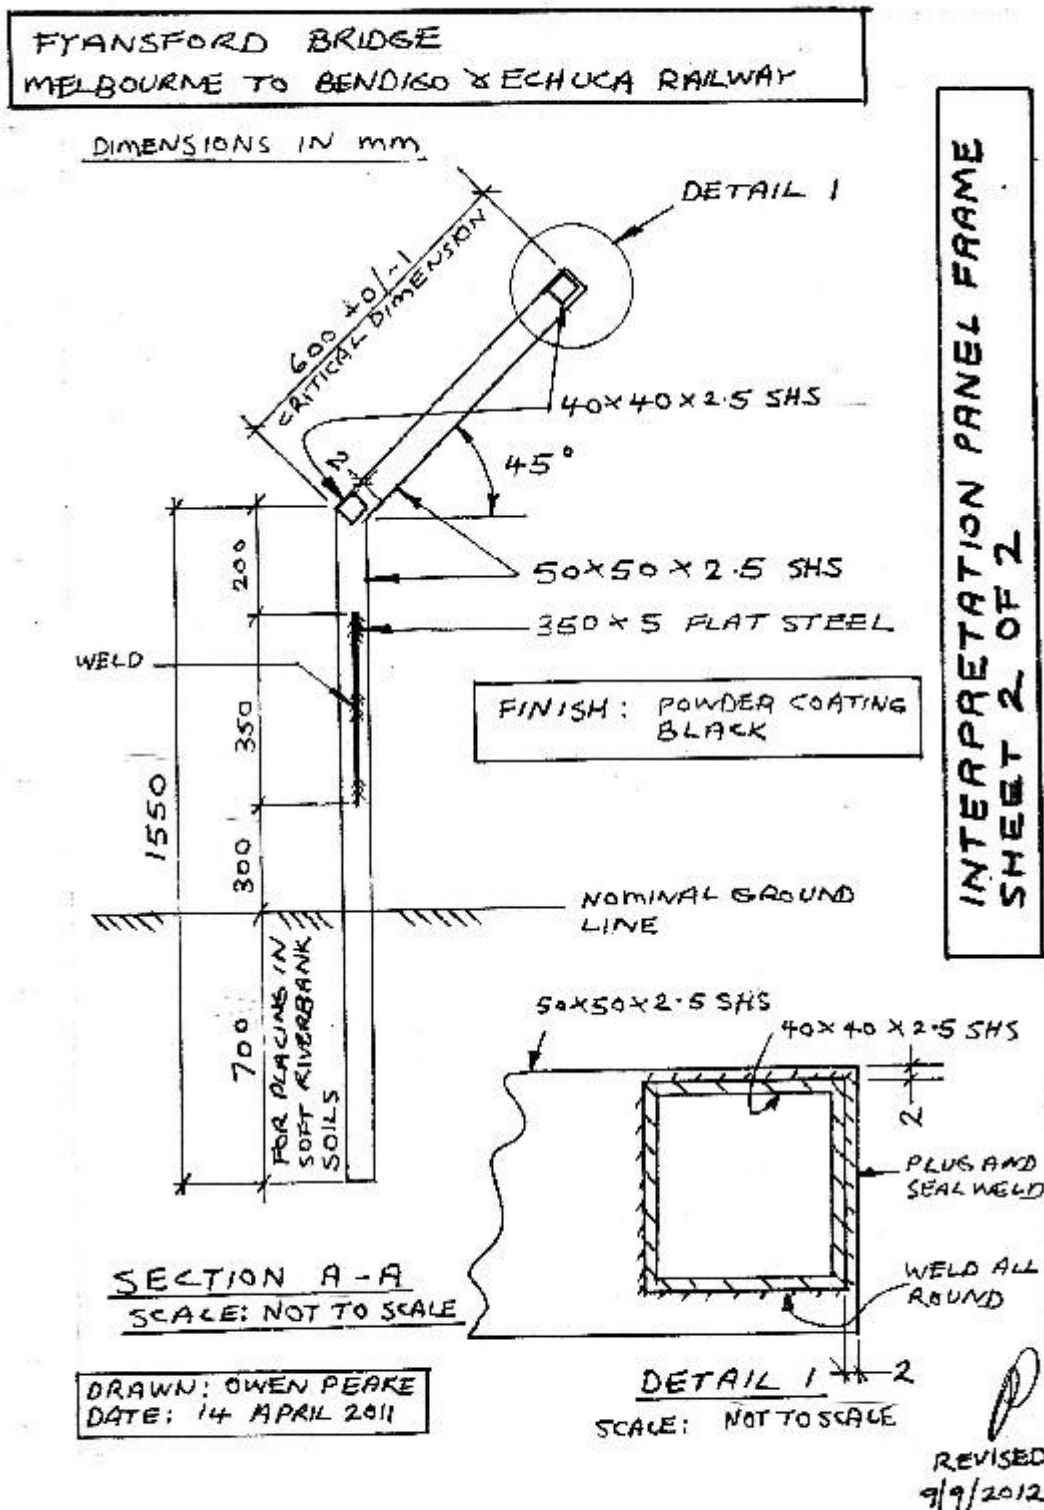 FYANSFORD BRIDGE
MELBOURNE TO BENDIGO & ECHUCA RAILWAY
DIMENSIONS IN mm
DETAIL 1
600 +0/-1
CRITICAL DIMENSION
40×40×2.5 SHS
2
45°
50×50×2.5 SHS
350×5 FLAT STEEL
WELD
FINISH: POWDER COATING
BLACK
1550
200
350
300
700
NOMINAL GROUND
LINE
FOR PLACING IN
SOFT RIVERBANK
SOILS
INTERPRETATION PANEL FRAME
SHEET 2 OF 2
50×50×2.5 SHS
40×40×2.5 SHS
2
PLUG AND
SEAL WELD
WELD ALL
ROUND
2
SECTION A-A
SCALE: NOT TO SCALE
DETAIL 1
SCALE: NOT TO SCALE
DRAWN: OWEN PEAKE
DATE: 14 APRIL 2011
REVISED
9/9/2012